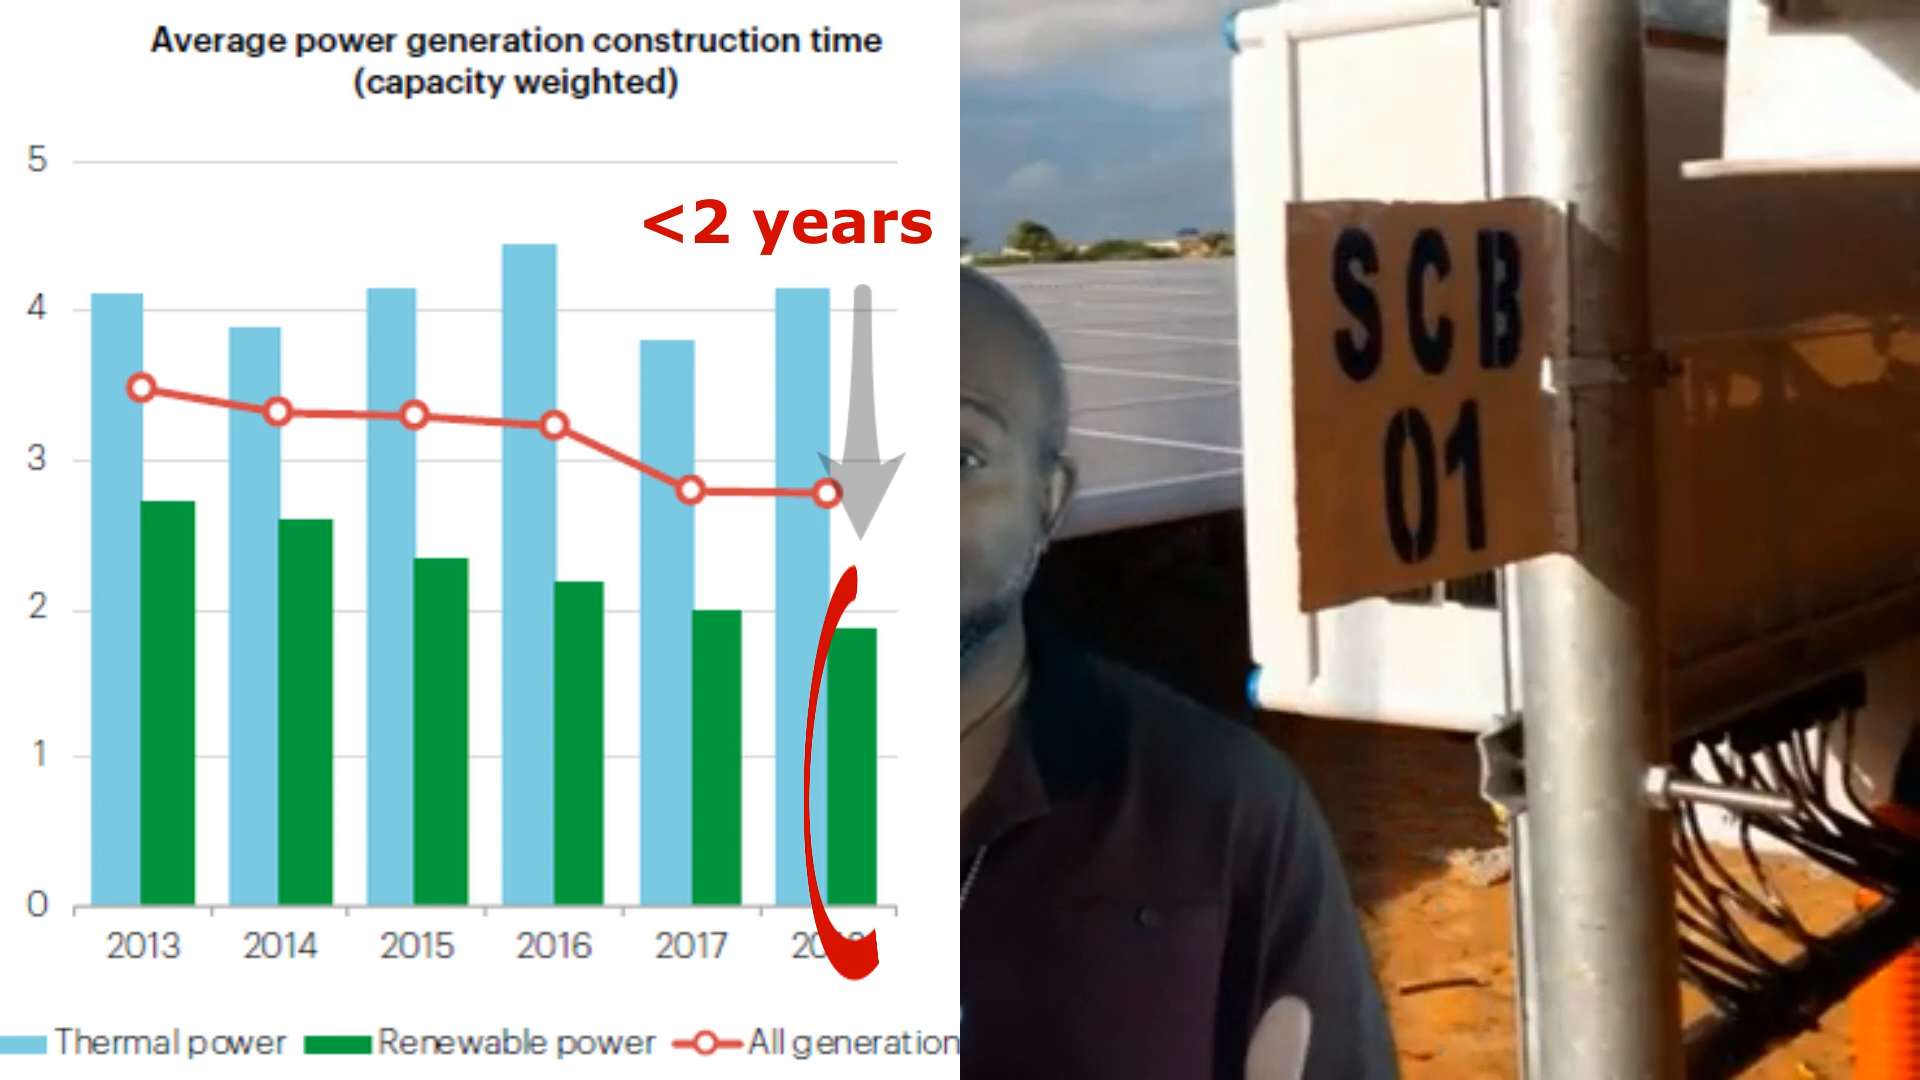 Average power generation construction time
(capacity weighted)
5
<2 years
4
3
2
1
0
2013 2014 2015 2016 2017
Thermal power Renewable power All generation
SCB
01